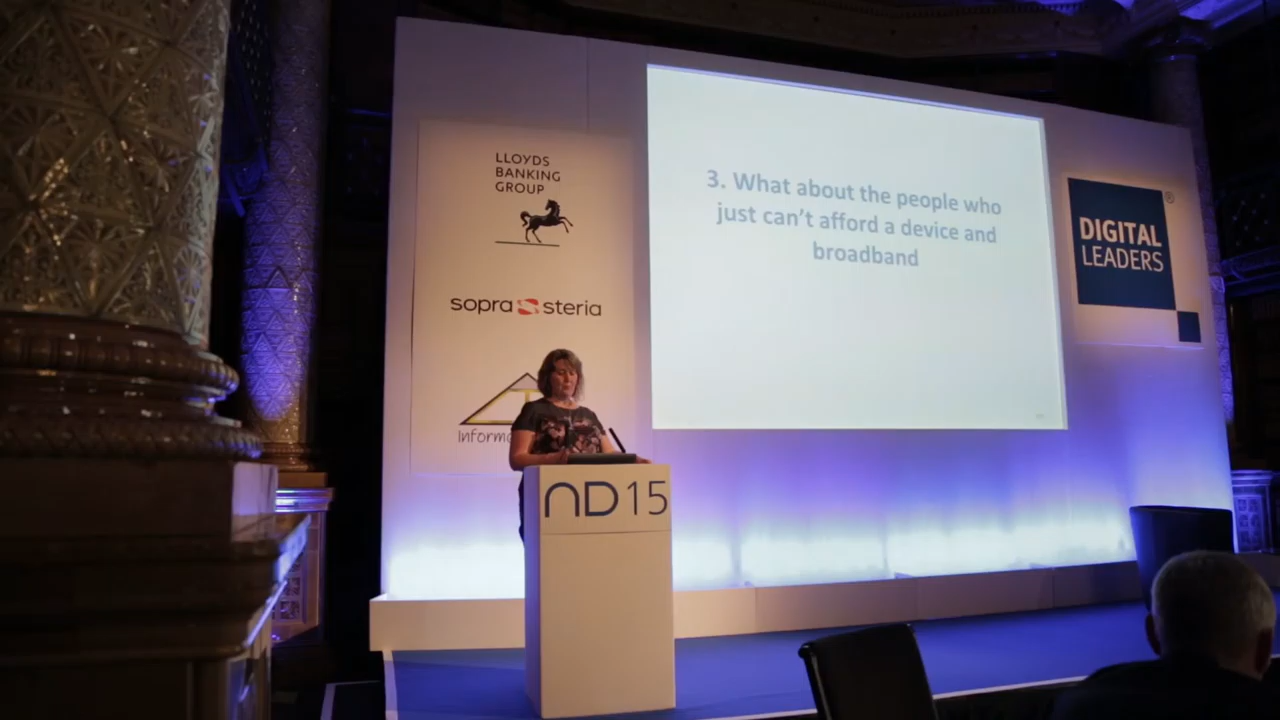 LLOYDS
BANKING
GROUP
sopra steria
3. What about the people who
just can't afford a device and
broadband
DIGITAL
LEADERS
®
ND15